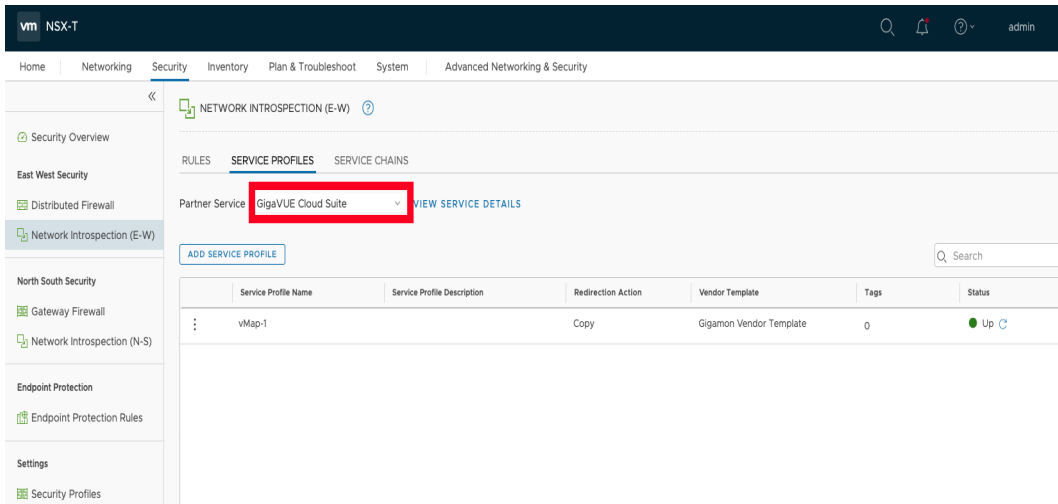 vm NSX-T
admin
Home Networking Security Inventory Plan & Troubleshoot System Advanced Networking & Security
Security Overview
East West Security
Distributed Firewall
Network Introspection (E-W)
North South Security
Gateway Firewall
Network Introspection (N-S)
Endpoint Protection
Endpoint Protection Rules
Settings
Security Profiles
NETWORK INTROSPECTION (E-W)
RULES SERVICE PROFILES SERVICE CHAINS
Partner Service GigaVUE Cloud Suite VIEW SERVICE DETAILS
ADD SERVICE PROFILE
Search
Service Profile Name Service Profile Description Redirection Action Vendor Template Tags Status
vMap-1 Copy Gigamon Vendor Template 0 Up